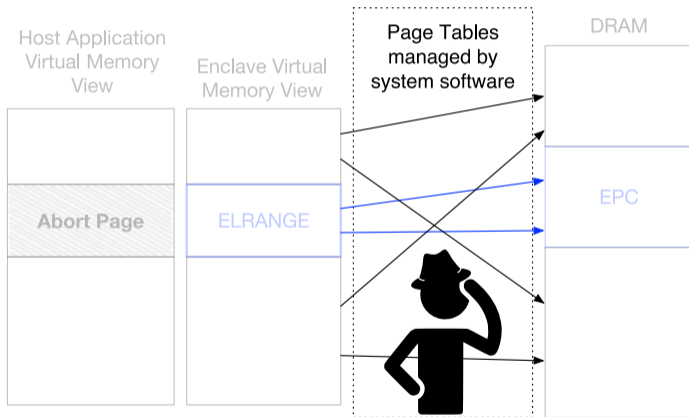 Host Application
Virtual Memory
View
Abort Page
Enclave Virtual
Memory View
ELRANGE
Page Tables
managed by
system software
DRAM
EPC